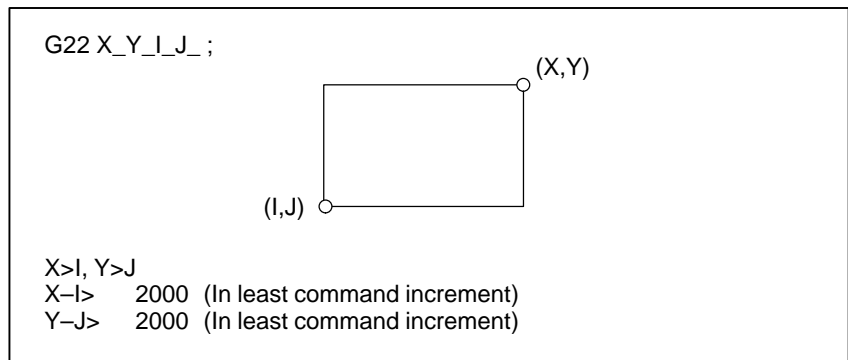 G22 X_Y_I_J_ ;
(X,Y)
(I,J)
X>I, Y>J
X–I> 2000 (In least command increment)
Y–J> 2000 (In least command increment)